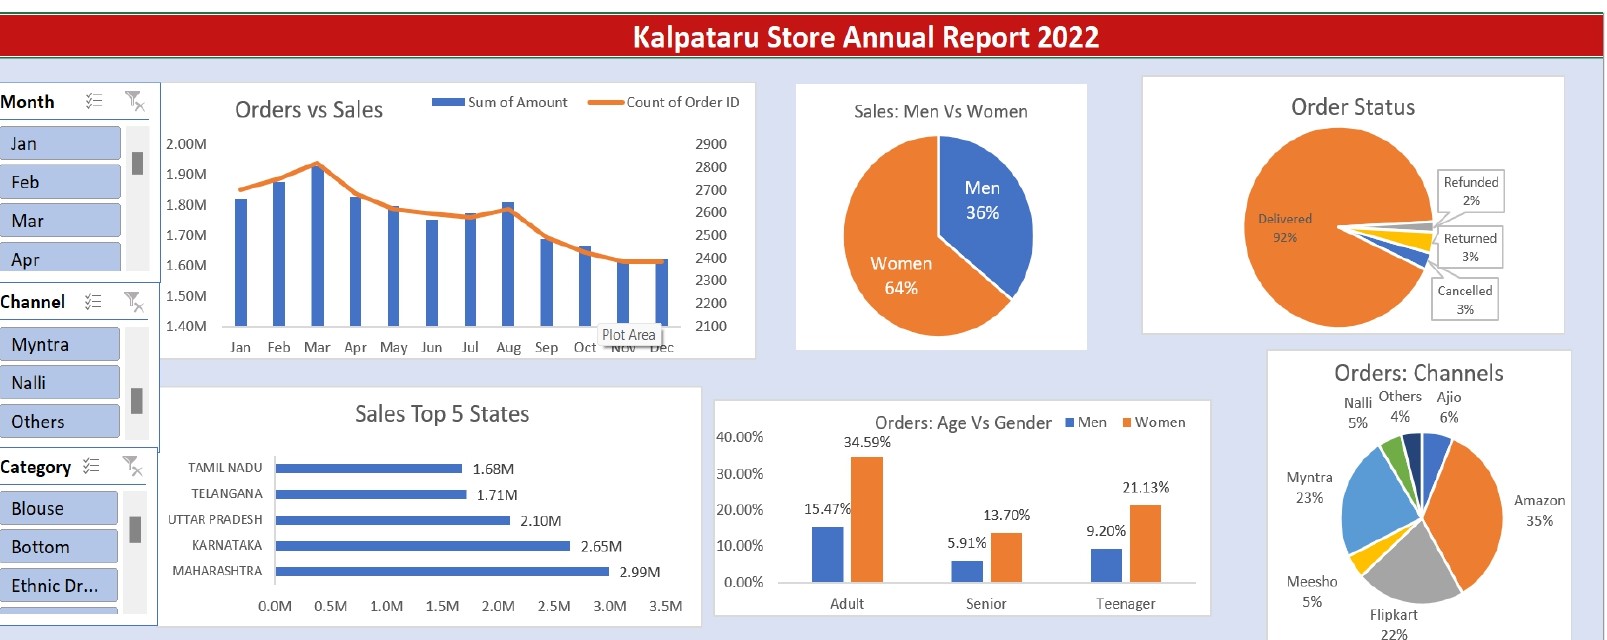 Kalpataru Store Annual Report 2022
Month
Jan
Feb
Mar
Apr
Channel
Myntra
Nalli
Others
Category
Blouse
Bottom
Ethnic Dr...
Orders vs Sales
Sum of Amount
Count of Order ID
2.00M
1.90M
1.80M
1.70M
1.60M
1.50M
1.40M
2900
2800
2700
2600
2500
2400
2300
2200
2100
Jan Feb Mar Apr May Jun Jul Aug Sep Oct Nov Dec
Plot Area
Sales: Men Vs Women
Men
36%
Women
64%
Order Status
Delivered
92%
Refunded
2%
Returned
3%
Cancelled
3%
Sales Top 5 States
TAMIL NADU 1.68M
TELANGANA 1.71M
UTTAR PRADESH 2.10M
KARNATAKA 2.65M
MAHARASHTRA 2.99M
0.0M 0.5M 1.0M 1.5M 2.0M 2.5M 3.0M 3.5M
Orders: Age Vs Gender
Men
Women
40.00%
30.00%
20.00%
10.00%
0.00%
15.47%
34.59%
5.91%
13.70%
9.20%
21.13%
Adult Senior Teenager
Orders: Channels
Nalli
5%
Others
4%
Ajio
6%
Myntra
23%
Amazon
35%
Meesho
5%
Flipkart
22%